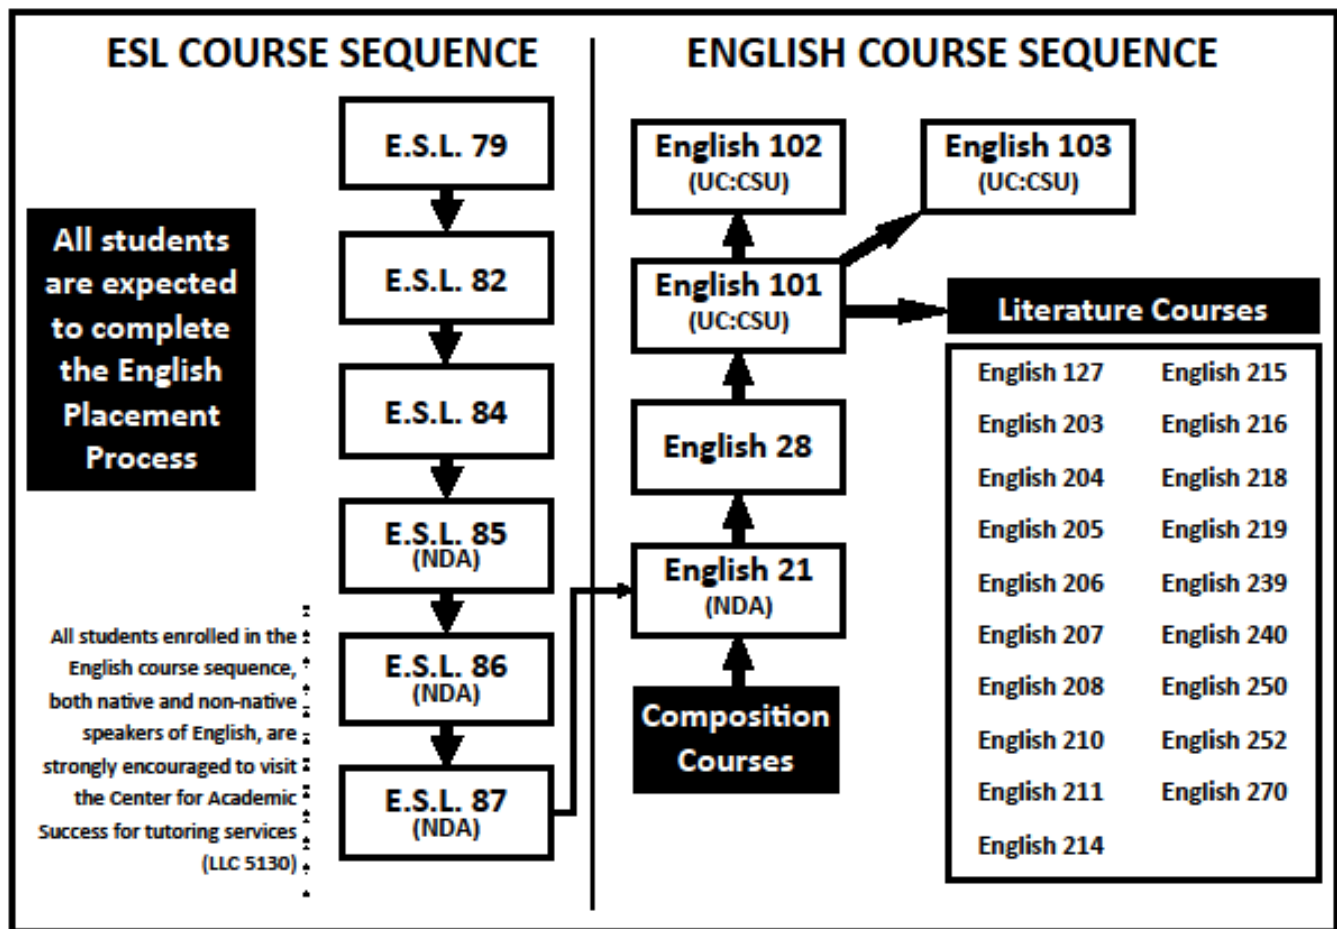 ESL COURSE SEQUENCE
E.S.L. 79
E.S.L. 82
E.S.L. 84
E.S.L. 85
(NDA)
E.S.L. 86
(NDA)
E.S.L. 87
(NDA)
All students
are expected
to complete
the English
Placement
Process
All students enrolled in the
English course sequence,
both native and non-native
speakers of English, are
strongly encouraged to visit
the Center for Academic
Success for tutoring services
(LLC 5130)
ENGLISH COURSE SEQUENCE
English 102
(UC:CSU)
English 103
(UC:CSU)
English 101
(UC:CSU)
English 28
English 21
(NDA)
Composition
Courses
Literature Courses
English 127
English 203
English 204
English 205
English 206
English 207
English 208
English 210
English 211
English 214
English 215
English 216
English 218
English 219
English 239
English 240
English 250
English 252
English 270